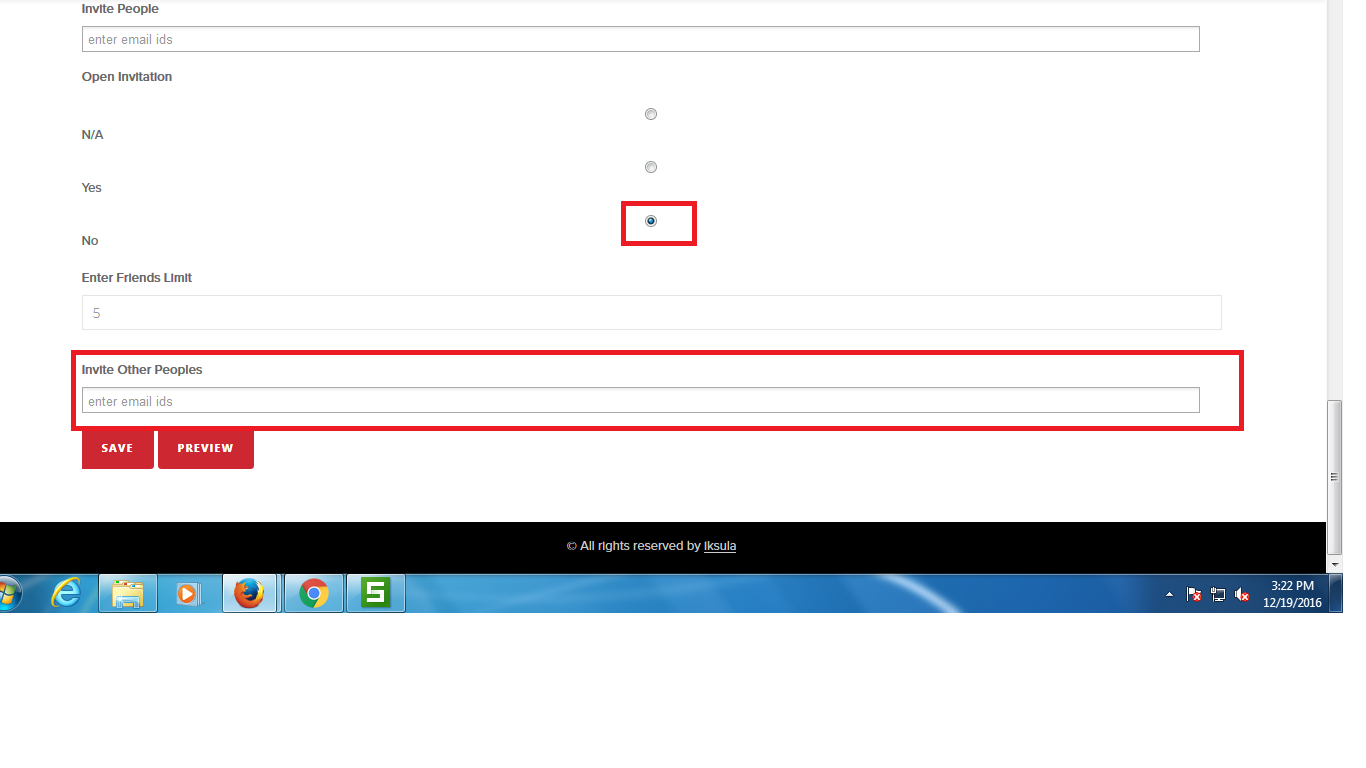 Invite People
enter email ids
Open Invitation
N/A
Yes
No
Enter Friends Limit
5
Invite Other Peoples
enter email ids
SAVE PREVIEW
© All rights reserved by Iksula
S
3:22 PM
12/19/2016